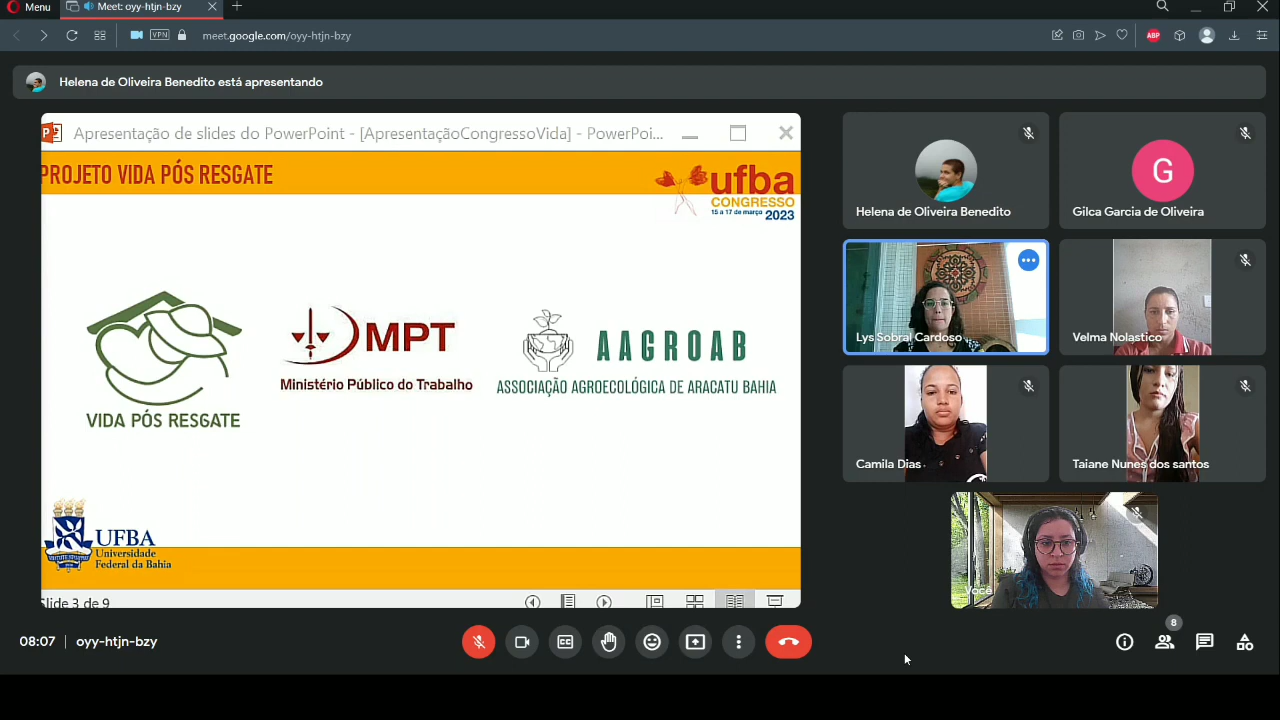 Menu
Meet: oyy-htjn-bzy
VPN
meet.google.com/oyy-htjn-bzy
ABP
Helena de Oliveira Benedito está apresentando
Apresentação de slides do PowerPoint - [ApresentaçãoCongressoVida] - PowerPoi...
PROJETO VIDA PÓS RESGATE
ufba
CONGRESSO
15 a 17 de março
2023
VIDA PÓS RESGATE
MPT
Ministério Público do Trabalho
AAGROAB
ASSOCIAÇÃO AGROECOLÓGICA DE ARACATU BAHIA
UFBA
Universidade
Federal da Bahia
Slide 3 de 9
Helena de Oliveira Benedito
G
Gilca Garcia de Oliveira
Lys Sobral Cardoso
Velma Nolastico
Camila Dias
Taiane Nunes dos santos
Você
08:07
oyy-htjn-bzy
8